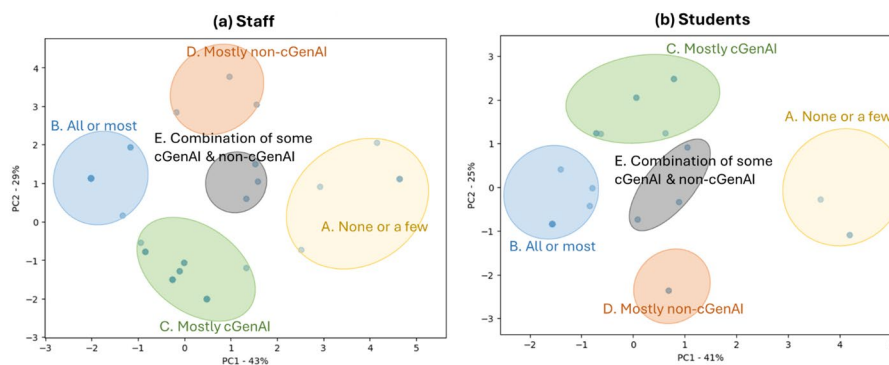 (a) Staff
D. Mostly non-cGenAI
B. All or most
E. Combination of some
cGenAI & non-cGenAI
A. None or a few
C. Mostly cGenAI
PC2 - 29%
4
3
2
1
0
−1
−2
−3
−3
−2
−1
0
1
2
3
4
5
PC1 - 43%
(b) Students
C. Mostly cGenAI
A. None or a few
E. Combination of some
cGenAI & non-cGenAI
B. All or most
D. Mostly non-cGenAI
PC2 - 25%
3
2
1
0
−1
−2
−3
−2
−1
0
1
2
3
4
PC1 - 41%